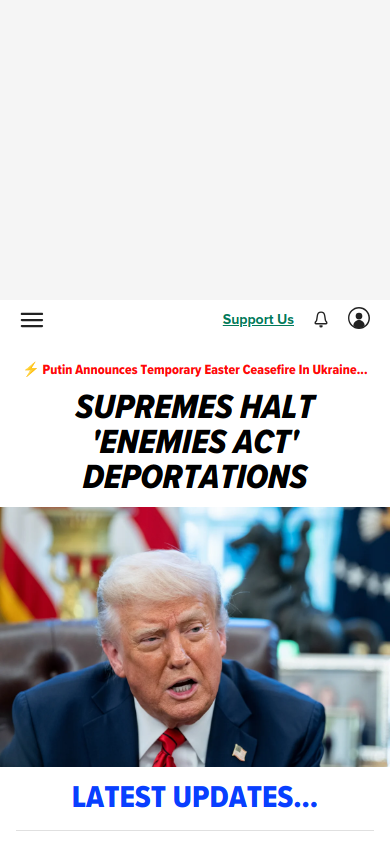 Support Us
⚡ Putin Announces Temporary Easter Ceasefire In Ukraine...
SUPREMES HALT
'ENEMIES ACT'
DEPORTATIONS
LATEST UPDATES...